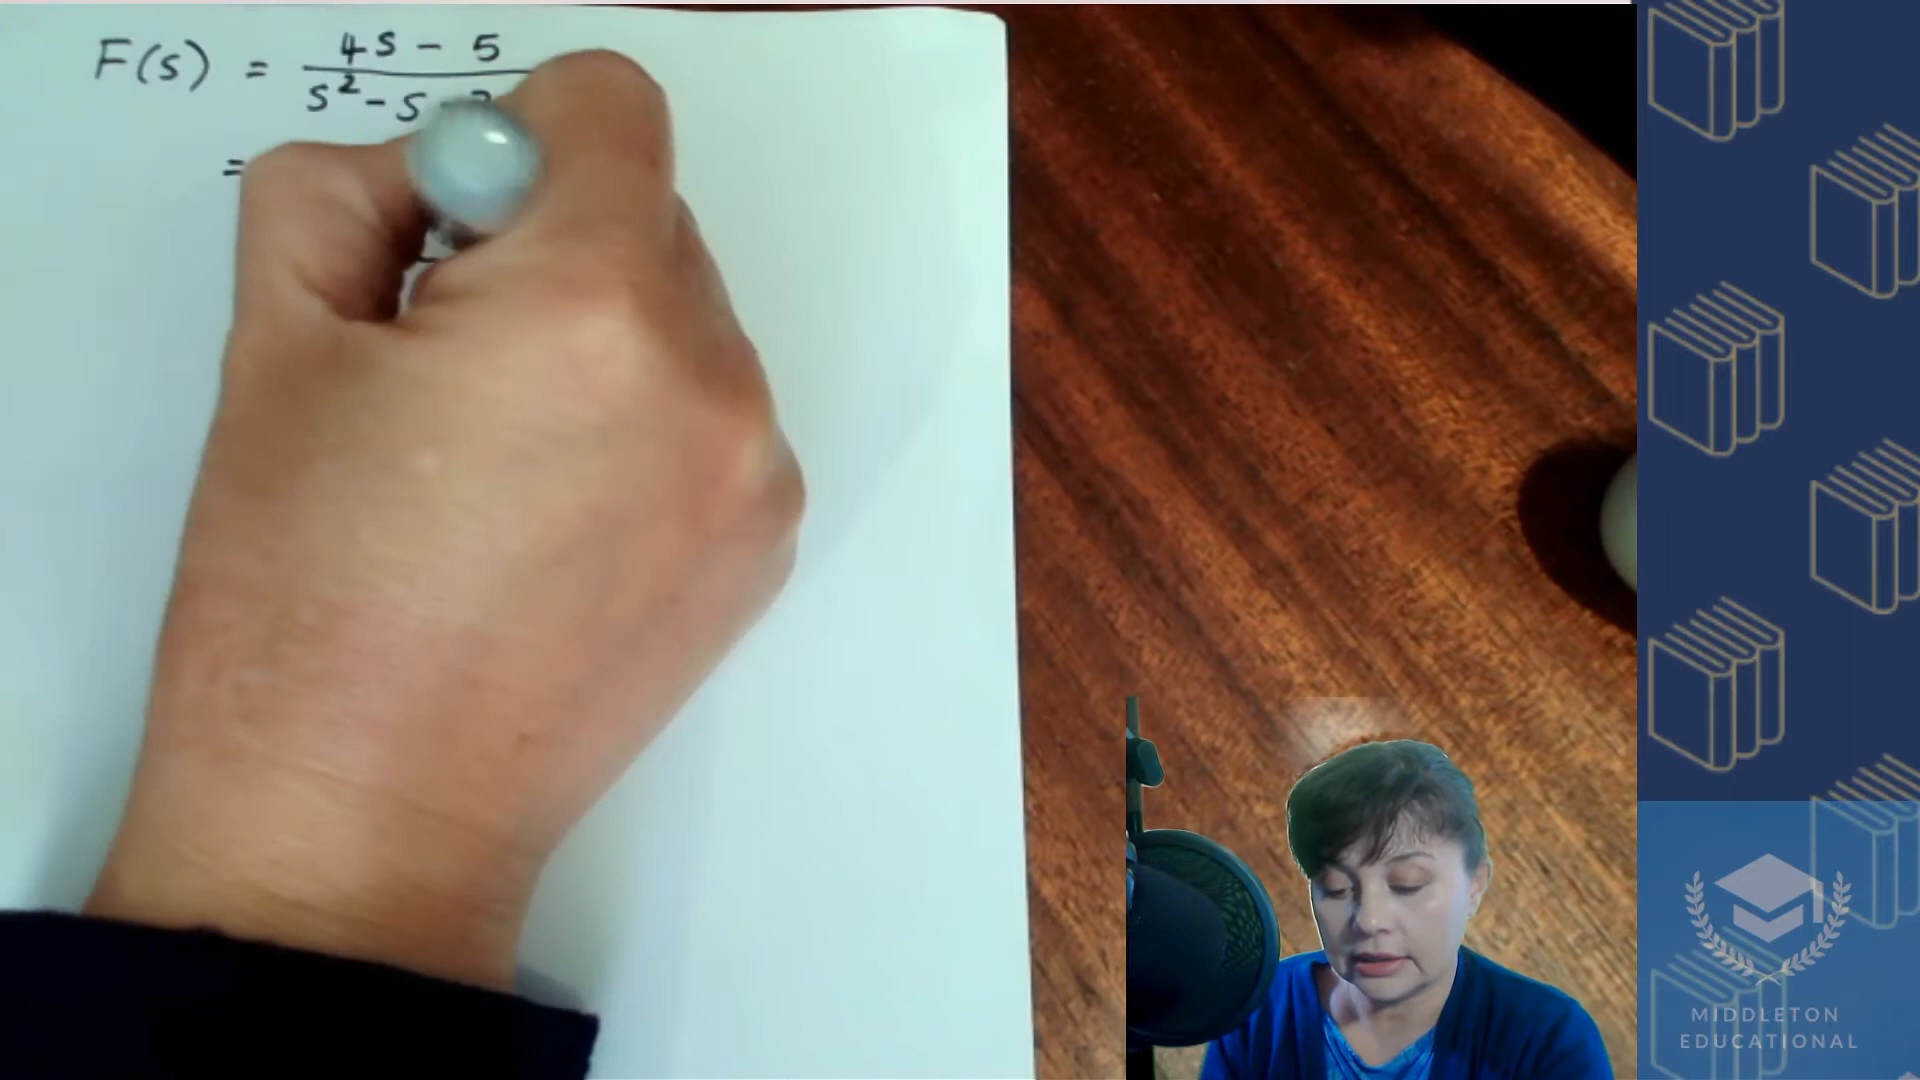 F(s) = 4s - 5
s² - s -
=
MIDDLETON
EDUCATIONAL